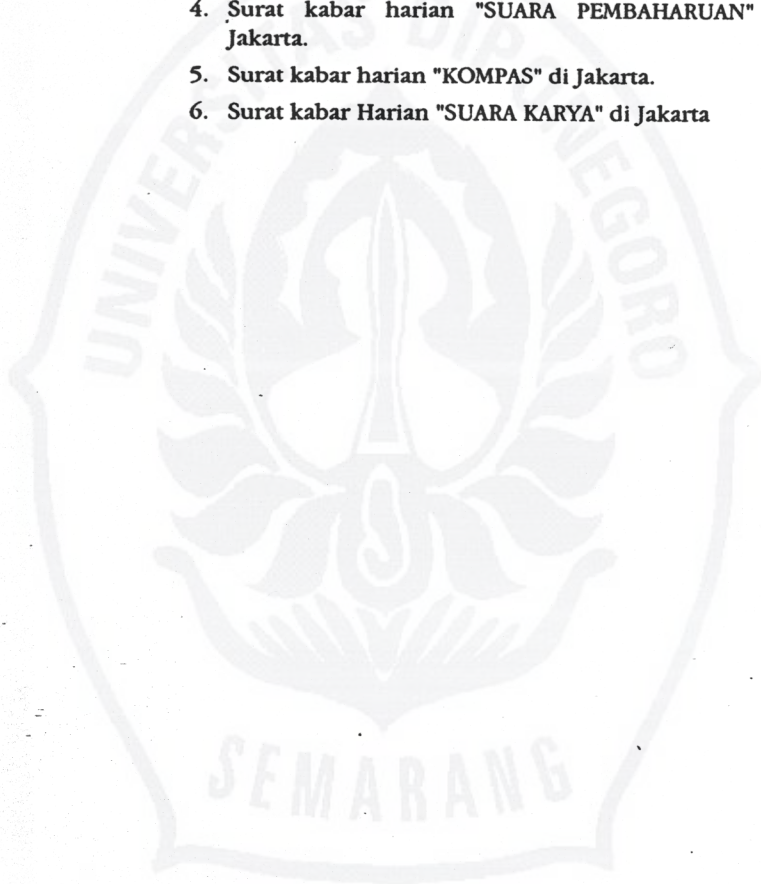 4. Surat kabar harian "SUARA PEMBAHARUAN"
Jakarta.
5. Surat kabar harian "KOMPAS" di Jakarta.
6. Surat kabar Harian "SUARA KARYA" di Jakarta
UNIVERSITAS DIPONEGORO
SEMARANG